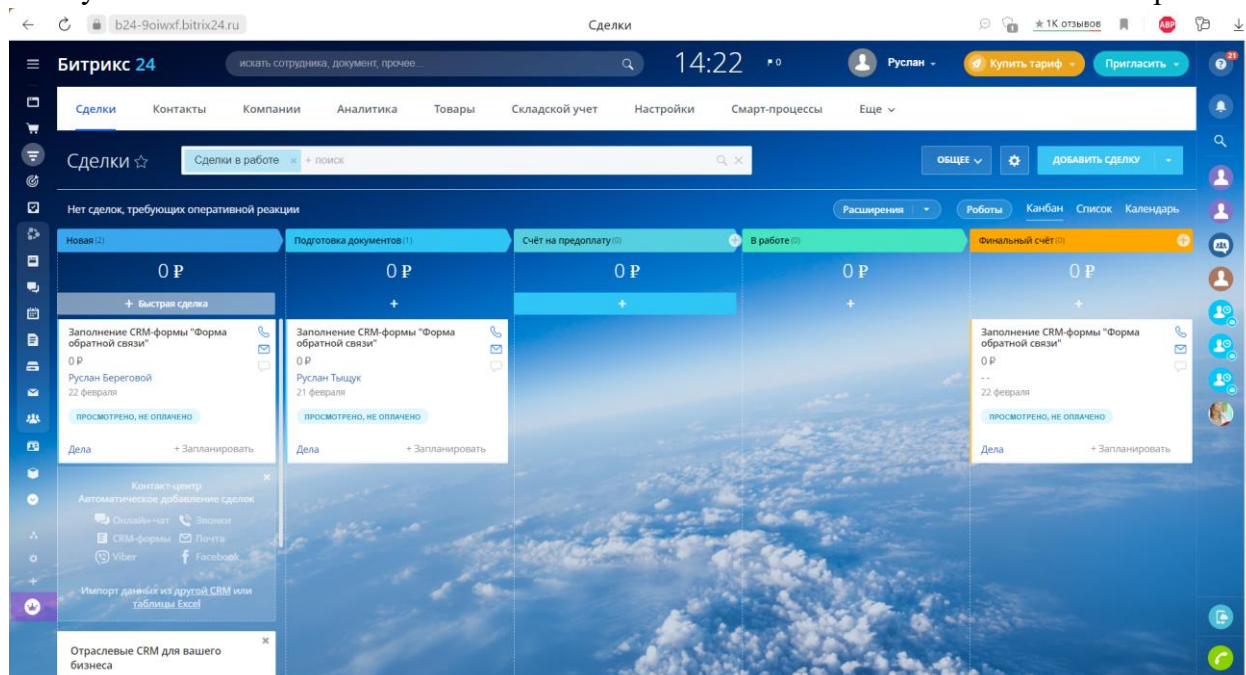 b24-9oiwxf.bitrix24.ru
Сделки
★ 1К отзывов
ABP
Битрикс 24
искать сотрудника, документ, прочее...
14:22
0
Руслан
Купить тариф
Пригласить
21
Сделки Контакты Компании Аналитика Товары Складской учет Настройки Смарт-процессы Еще
Сделки
Сделки в работе × + поиск
ОБЩЕЕ
ДОБАВИТЬ СДЕЛКУ
Нет сделок, требующих оперативной реакции
Расширения
Роботы Канбан Список Календарь
Новая (2)
Подготовка документов (1)
Счёт на предоплату (0)
В работе (0)
Финальный счёт (0)
0 ₽
0 ₽
0 ₽
0 ₽
0 ₽
+ Быстрая сделка
+
+
+
+
Заполнение CRM-формы "Форма
обратной связи"
0 ₽
Руслан Береговой
22 февраля
ПРОСМОТРЕНО, НЕ ОПЛАЧЕНО
Дела + Запланировать
Заполнение CRM-формы "Форма
обратной связи"
0 ₽
Руслан Тыщук
21 февраля
ПРОСМОТРЕНО, НЕ ОПЛАЧЕНО
Дела + Запланировать
Заполнение CRM-формы "Форма
обратной связи"
0 ₽
- -
22 февраля
ПРОСМОТРЕНО, НЕ ОПЛАЧЕНО
Дела + Запланировать
Контакт-центр
Автоматическое добавление сделок
Онлайн-чат Звонки
CRM-формы Почта
Viber Facebook
Импорт данных из другой CRM или
таблицы Excel
Отраслевые CRM для вашего
бизнеса